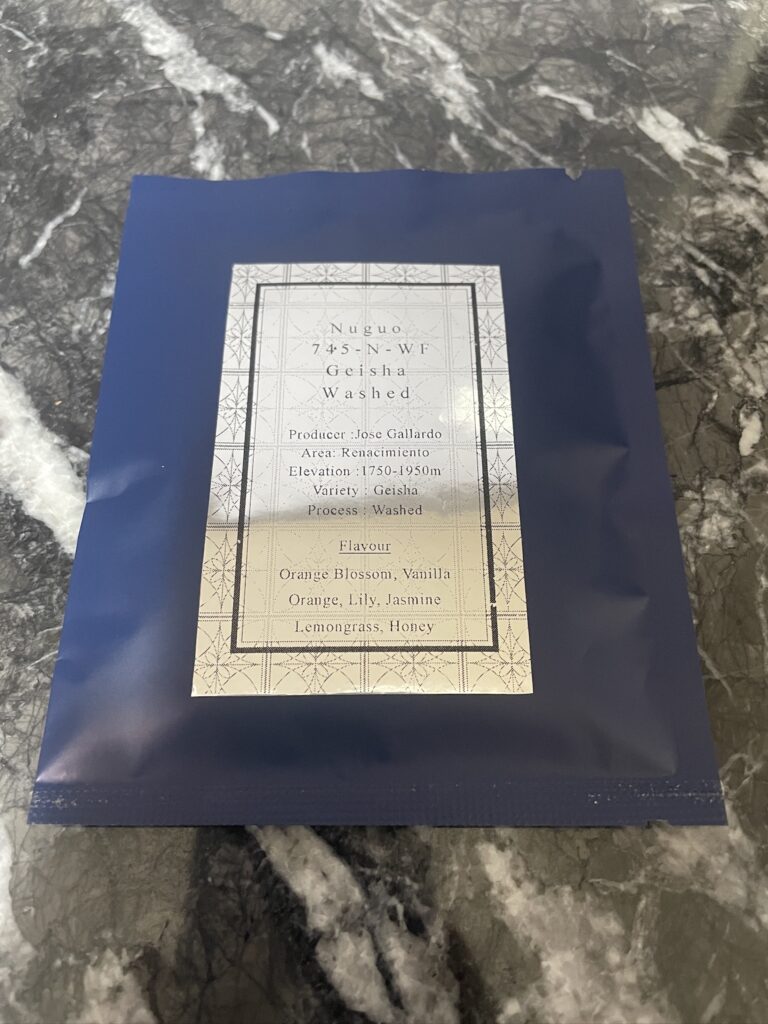 Nuguo
745-N-WF
Geisha
Washed
Producer :Jose Gallardo
Area: Renacimiento
Elevation :1750-1950m
Variety : Geisha
Process : Washed
Flavour
Orange Blossom, Vanilla
Orange, Lily, Jasmine
Lemongrass, Honey